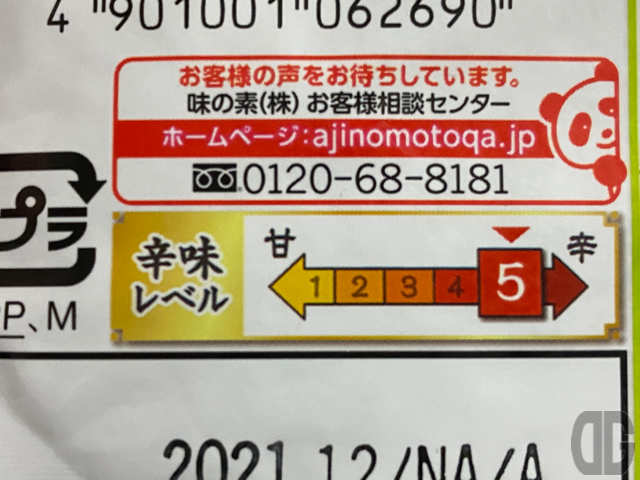 4 "901001"062690"
お客様の声をお待ちしています。
味の素(株) お客様相談センター
ホームページ:ajinomotoqa.jp
0120-68-8181
プラ
P、M
辛味
レベル
甘 辛
1 2 3 4 5
2021.12/NA/A
DG